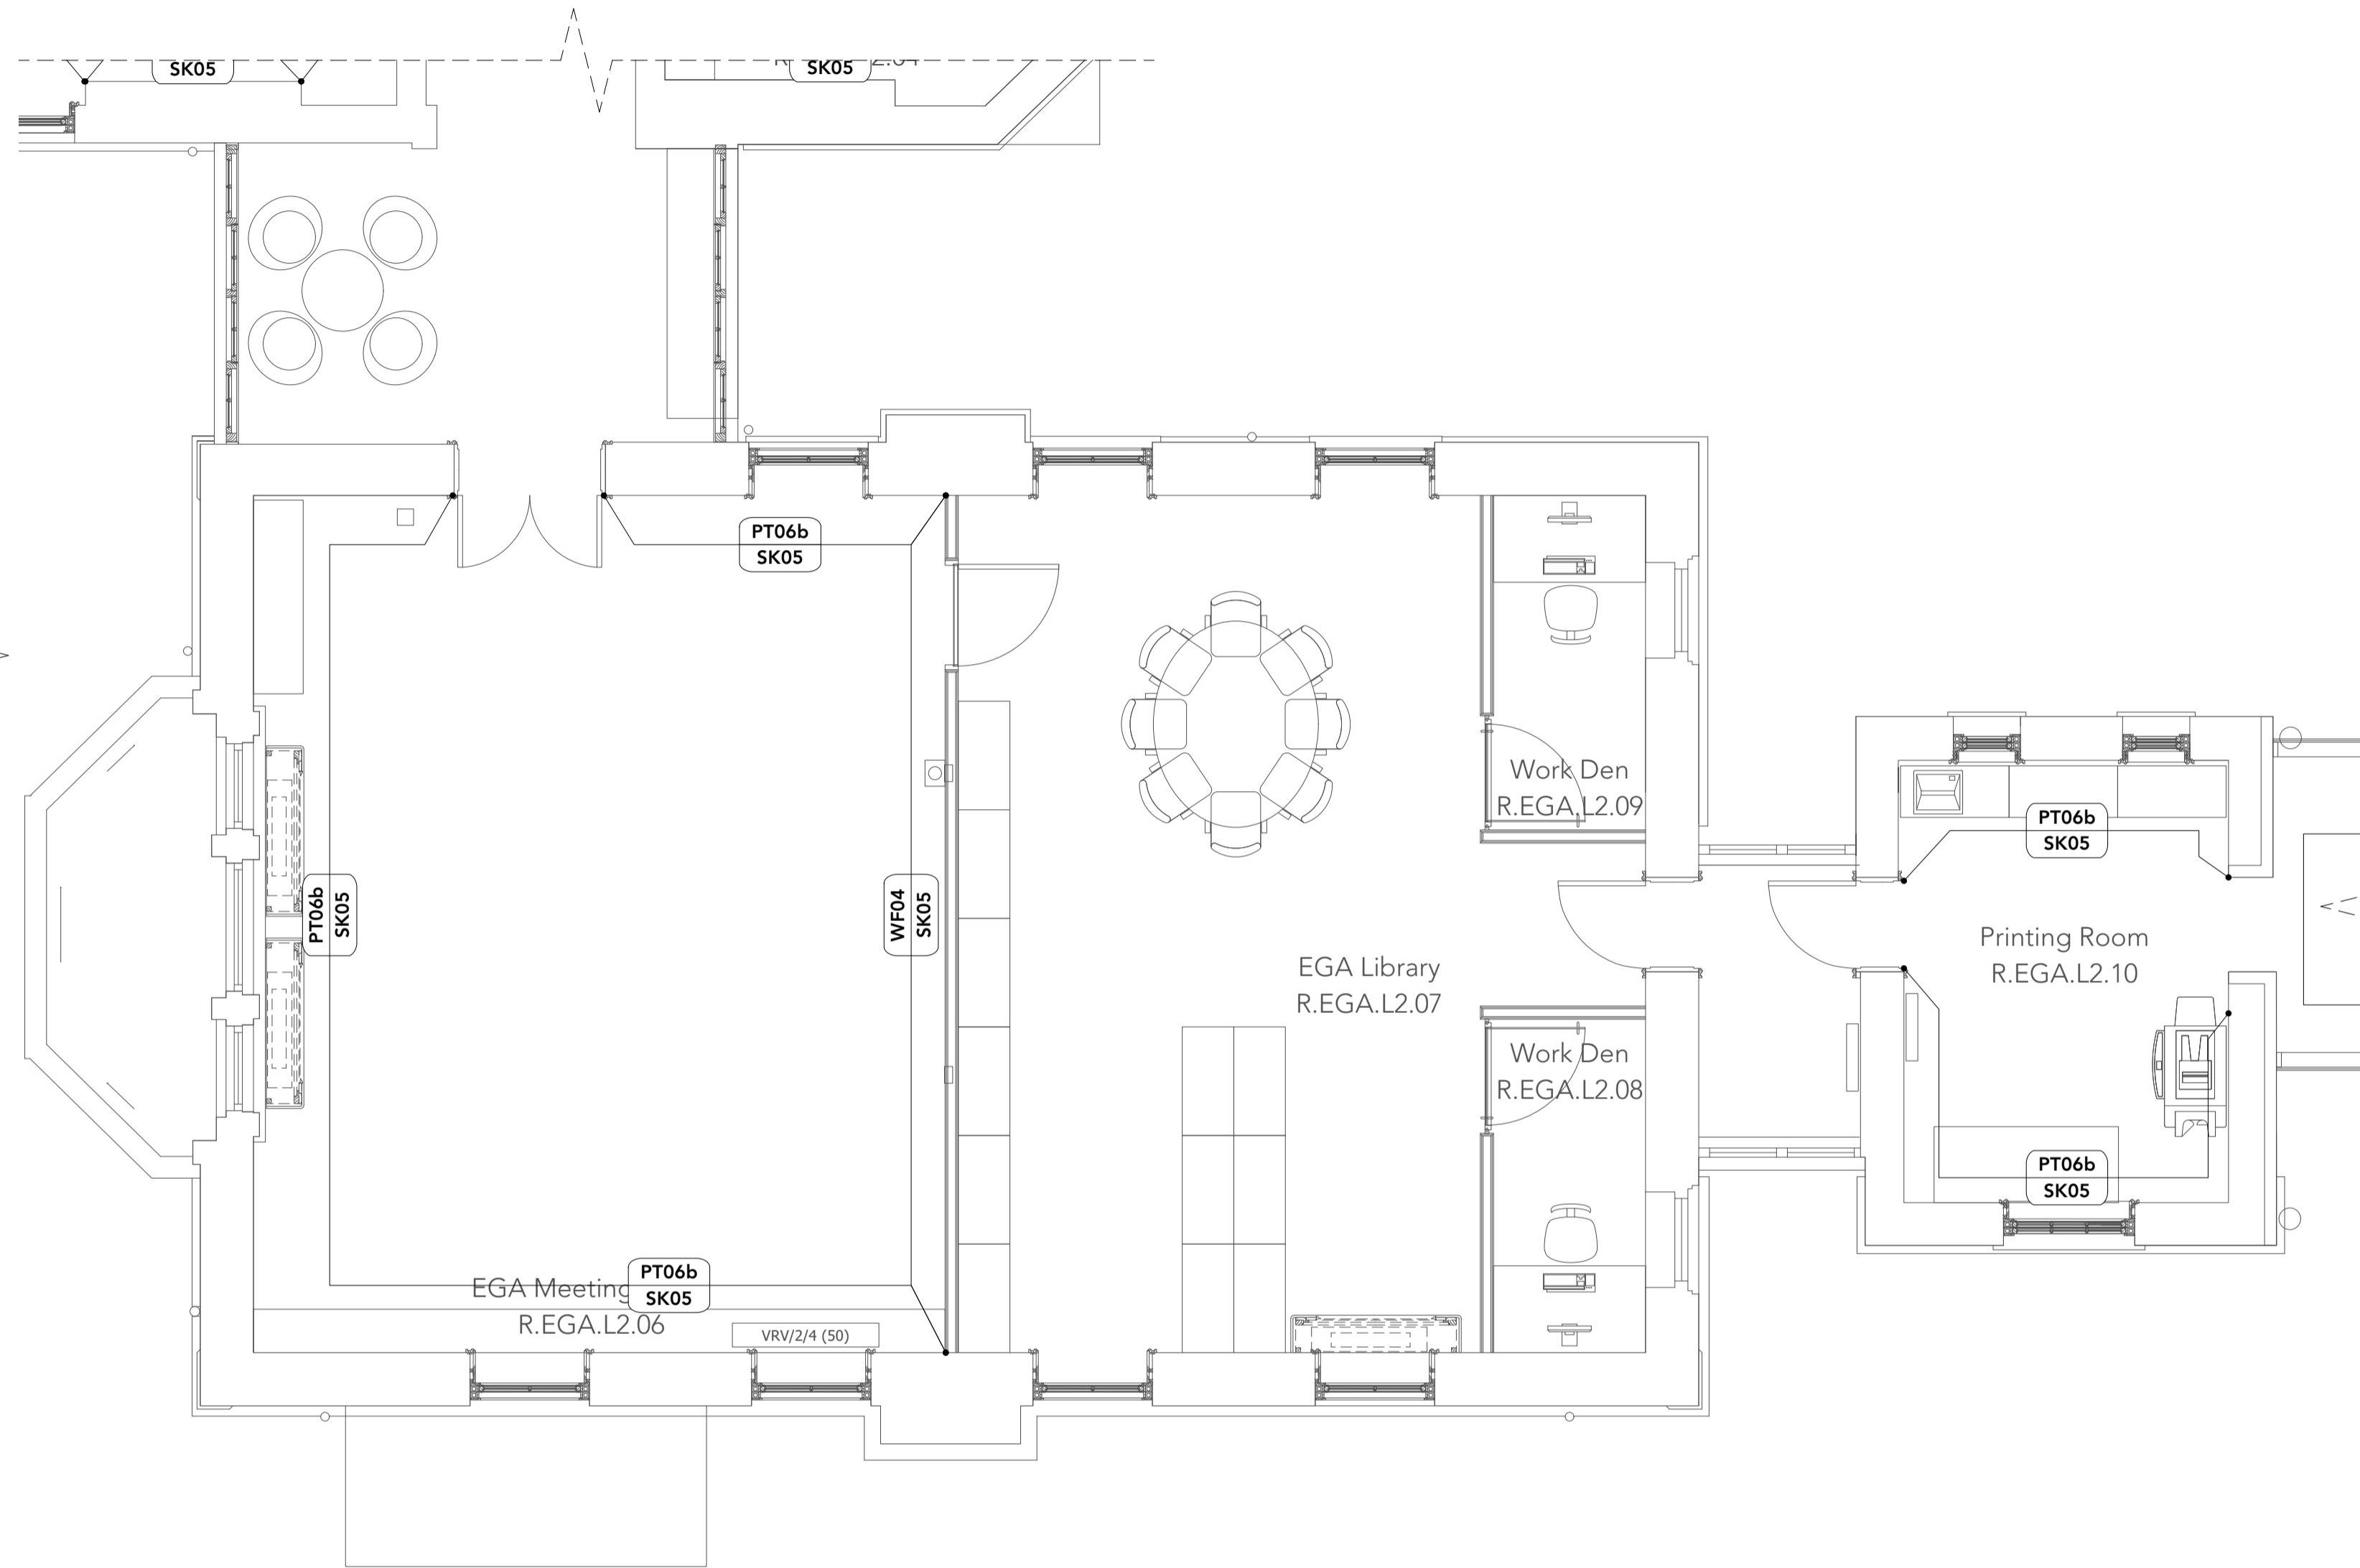 SK05
SK05
PT06b
SK05
Work Den
R.EGA.L2.09
PT06b
SK05
PT06b
SK05
WF04
SK05
Printing Room
R.EGA.L2.10
EGA Library
R.EGA.L2.07
Work Den
R.EGA.L2.08
PT06b
SK05
EGA Meeting
PT06b
SK05
R.EGA.L2.06
VRV/2/4 (50)